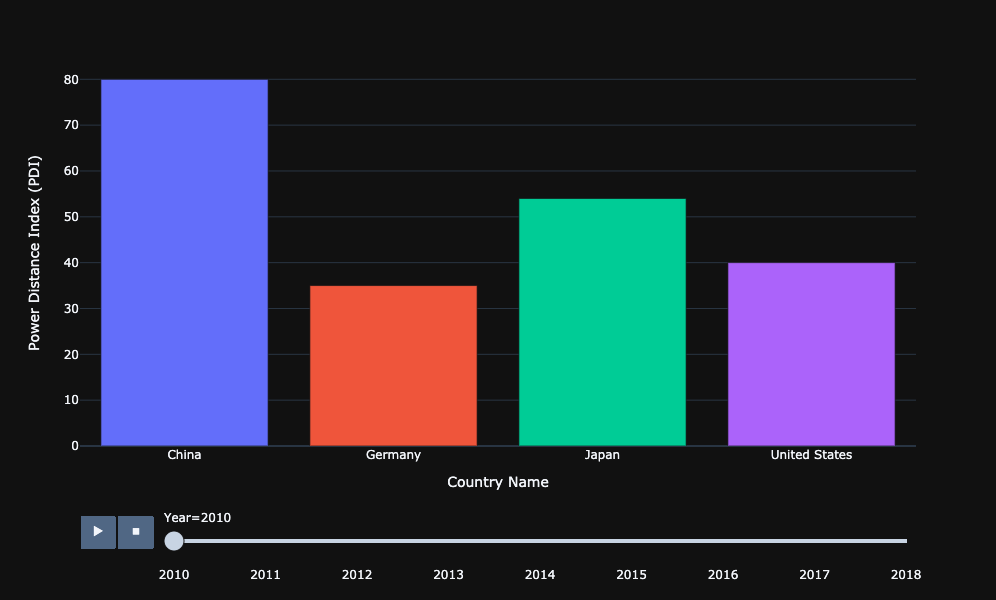 80
70
60
50
40
30
20
10
0
Power Distance Index (PDI)
China Germany Japan United States
Country Name
Year=2010
2010 2011 2012 2013 2014 2015 2016 2017 2018